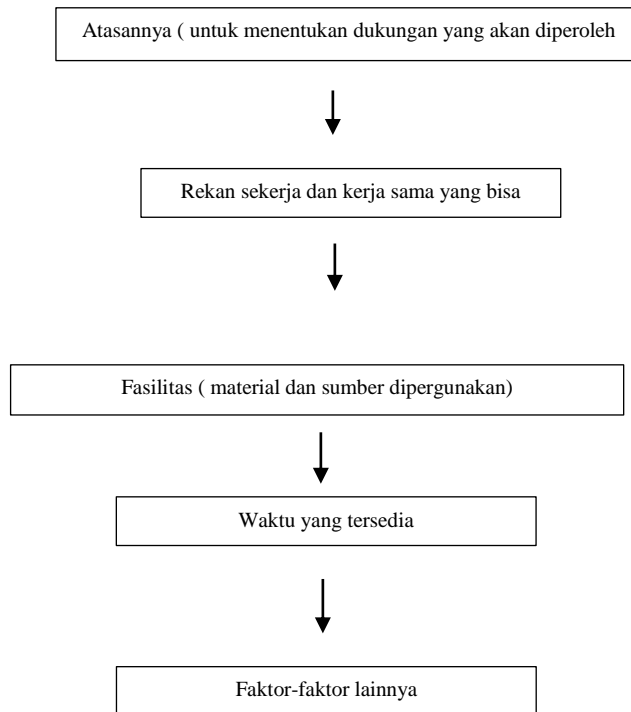 Atasannya ( untuk menentukan dukungan yang akan diperoleh
Rekan sekerja dan kerja sama yang bisa
Fasilitas ( material dan sumber dipergunakan)
Waktu yang tersedia
Faktor-faktor lainnya